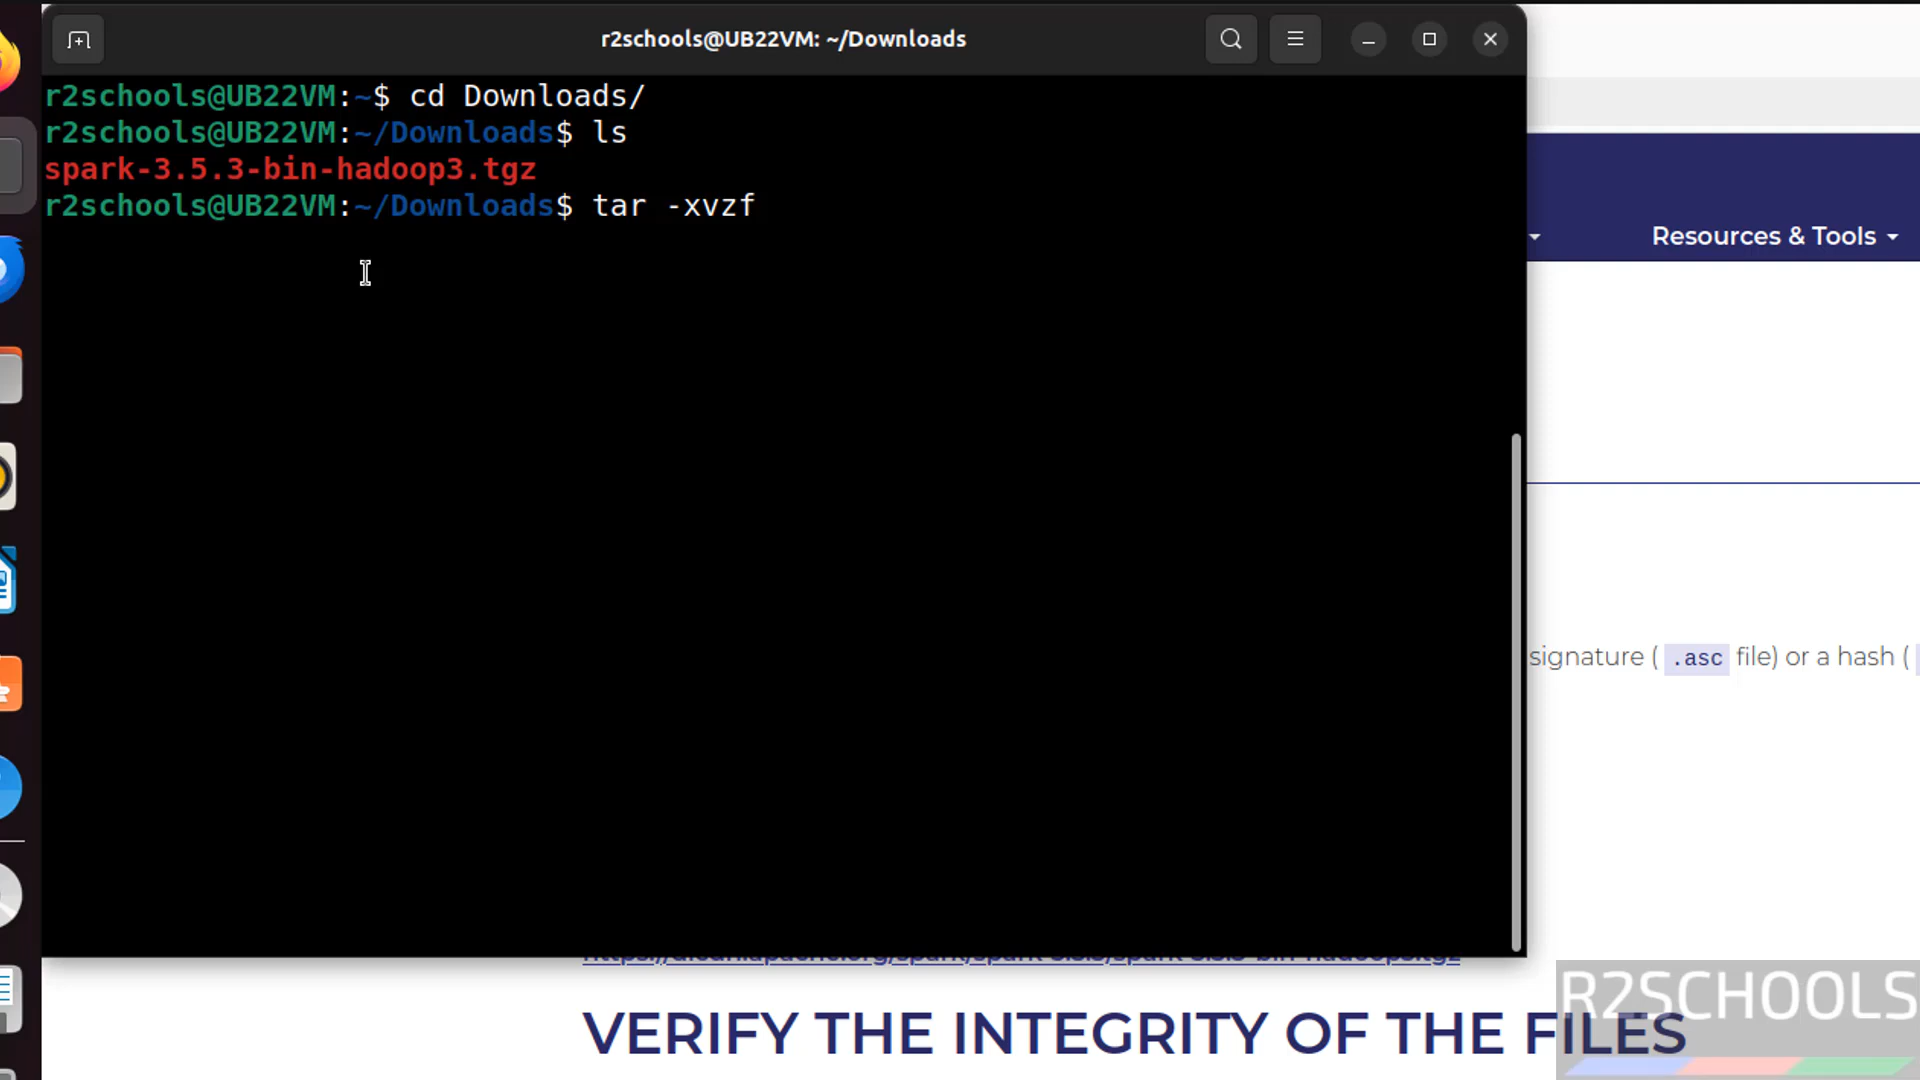 r2schools@UB22VM: ~/Downloads
r2schools@UB22VM:~$ cd Downloads/
r2schools@UB22VM:~/Downloads$ ls
spark-3.5.3-bin-hadoop3.tgz
r2schools@UB22VM:~/Downloads$ tar -xvzf
Resources & Tools
signature ( .asc file) or a hash (
VERIFY THE INTEGRITY OF THE FILES
R2SCHOOLS